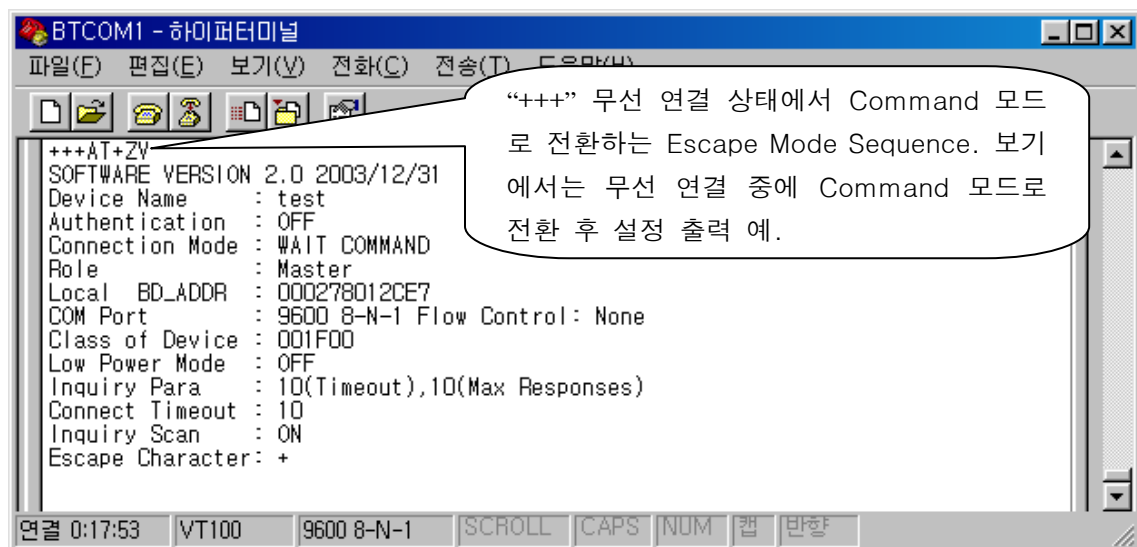 BTCOM1 - 하이퍼터미널
파일(F) 편집(E) 보기(V) 전화(C) 전송(T) 도움말(H)
“+++” 무선 연결 상태에서 Command 모드
로 전환하는 Escape Mode Sequence. 보기
에서는 무선 연결 중에 Command 모드로
전환 후 설정 출력 예.
+++AT+ZV
SOFTWARE VERSION 2.0 2003/12/31
Device Name : test
Authentication : OFF
Connection Mode : WAIT COMMAND
Role : Master
Local BD_ADDR : 000278012CE7
COM Port : 9600 8-N-1 Flow Control: None
Class of Device : 001F00
Low Power Mode : OFF
Inquiry Para : 10(Timeout),10(Max Responses)
Connect Timeout : 10
Inquiry Scan : ON
Escape Character: +
연결 0:17:53 VT100 9600 8-N-1 SCROLL CAPS NUM 캡 반향